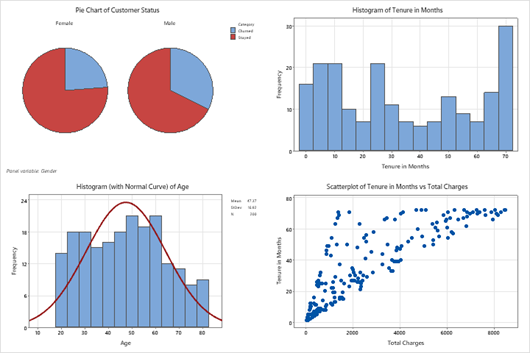 Pie Chart of Customer Status
Female
Male
Category
Churned
Stayed
Panel variable: Gender
Histogram of Tenure in Months
Frequency
30
20
10
0
0 10 20 30 40 50 60 70
Tenure in Months
Histogram (with Normal Curve) of Age
Mean
StDev
N
Frequency
24
18
12
6
0
10 20 30 40 50 60 70 80
Age
Scatterplot of Tenure in Months vs Total Charges
Tenure in Months
80
60
40
20
0
0 2000 4000 6000 8000
Total Charges